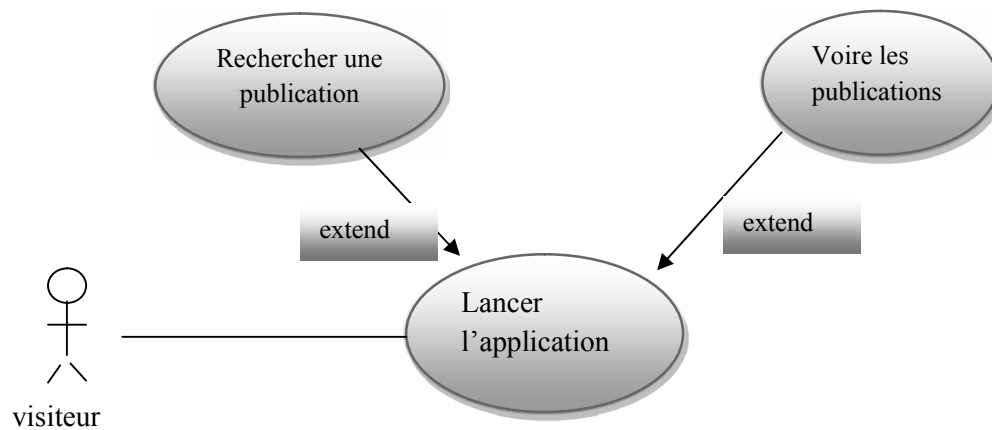 Rechercher une
publication
Voire les
publications
extend
extend
Lancer
l’application
visiteur